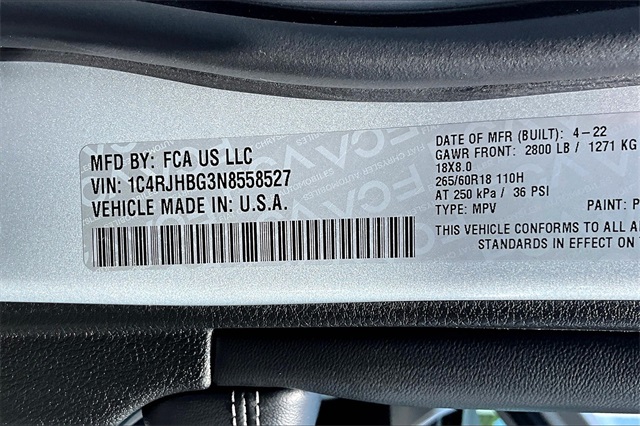 MFD BY: FCA US LLC
VIN: 1C4RJHBG3N8558527
VEHICLE MADE IN: U.S.A.
DATE OF MFR (BUILT): 4-22
GAWR FRONT: 2800 LB / 1271 KG
18X8.0
265/60R18 110H
AT 250 kPa / 36 PSI
TYPE: MPV PAINT: P
THIS VEHICLE CONFORMS TO ALL A
STANDARDS IN EFFECT ON